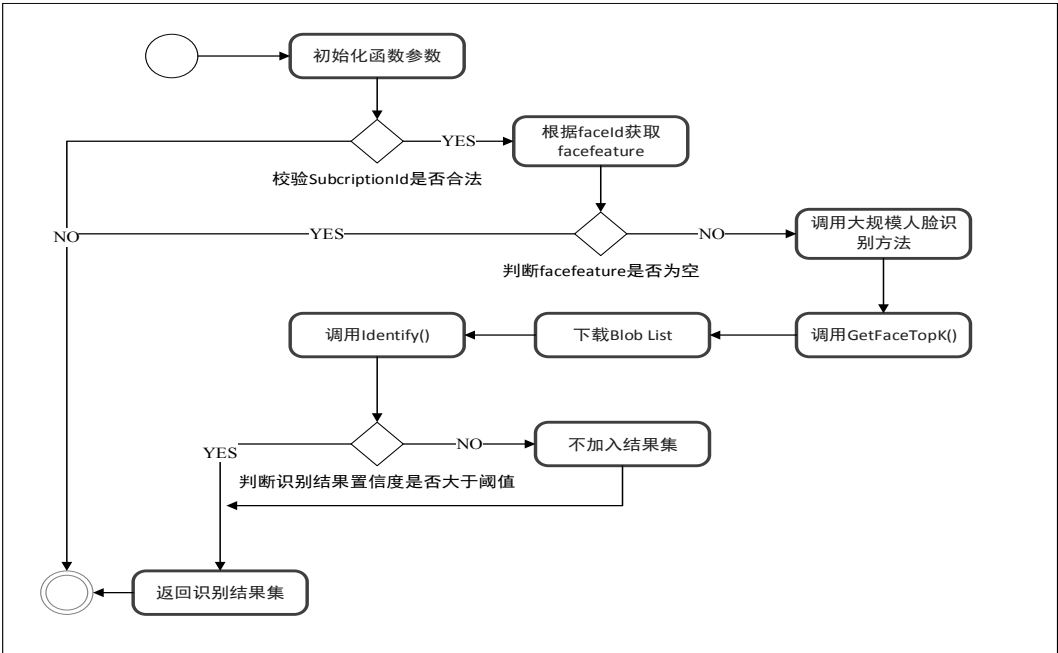 初始化函数参数
YES
根据faceId获取
facefeature
校验SubcriptionId是否合法
NO
YES
NO
调用大规模人脸识
别方法
判断facefeature是否为空
调用Identify()
下载Blob List
调用GetFaceTopK()
YES
NO
不加入结果集
判断识别结果置信度是否大于阈值
返回识别结果集